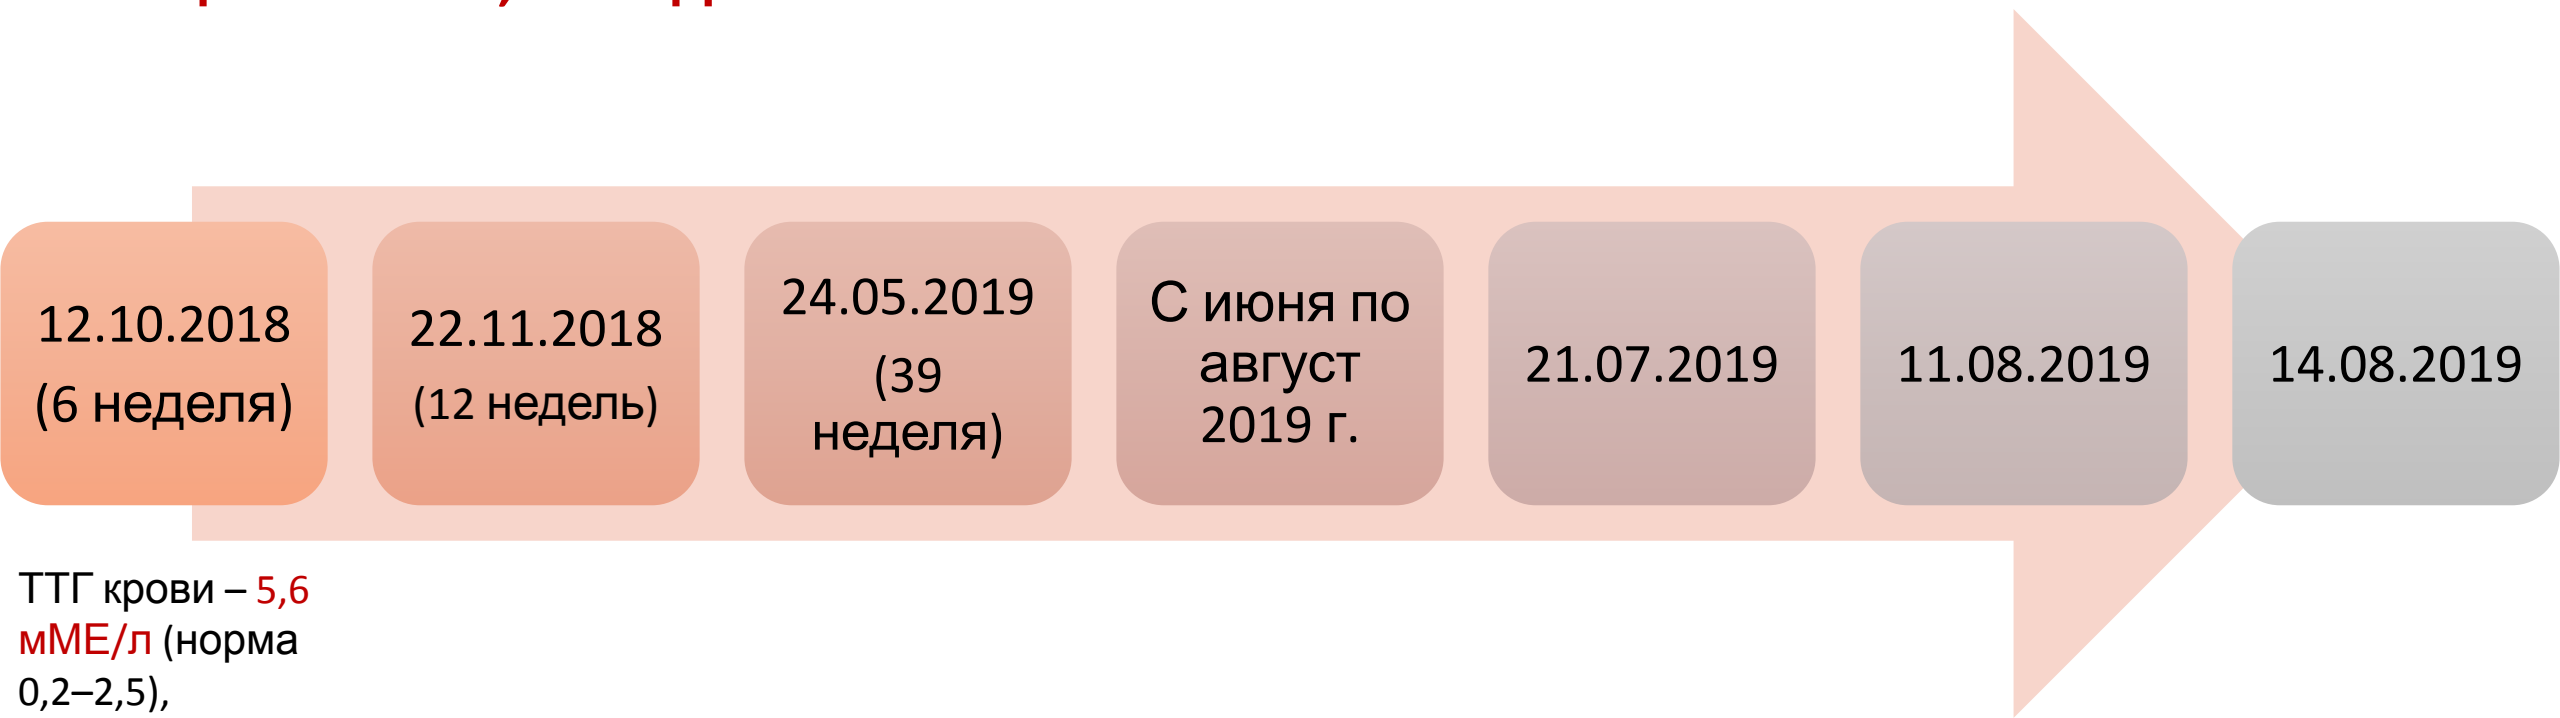 12.10.2018
(6 неделя)
22.11.2018
(12 недель)
24.05.2019
(39
неделя)
С июня по
август
2019 г.
21.07.2019
11.08.2019
14.08.2019
ТТГ крови – 5,6
мМЕ/л (норма
0,2–2,5),